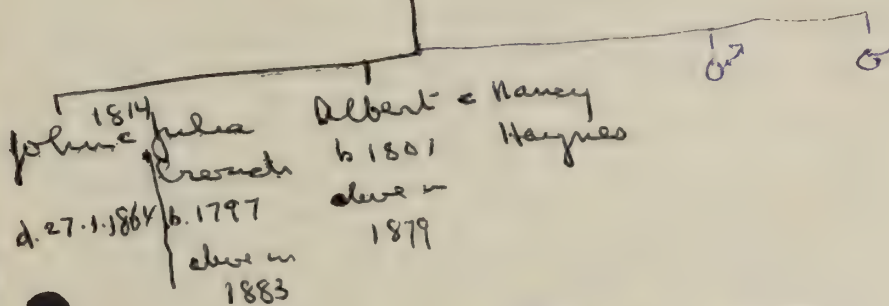 1814
John = Julia
Crouch
d. 27.1.1864 b. 1797
alive in
1883
Albert = Nancy
Haynes
b 1801
alive in
1879
♂